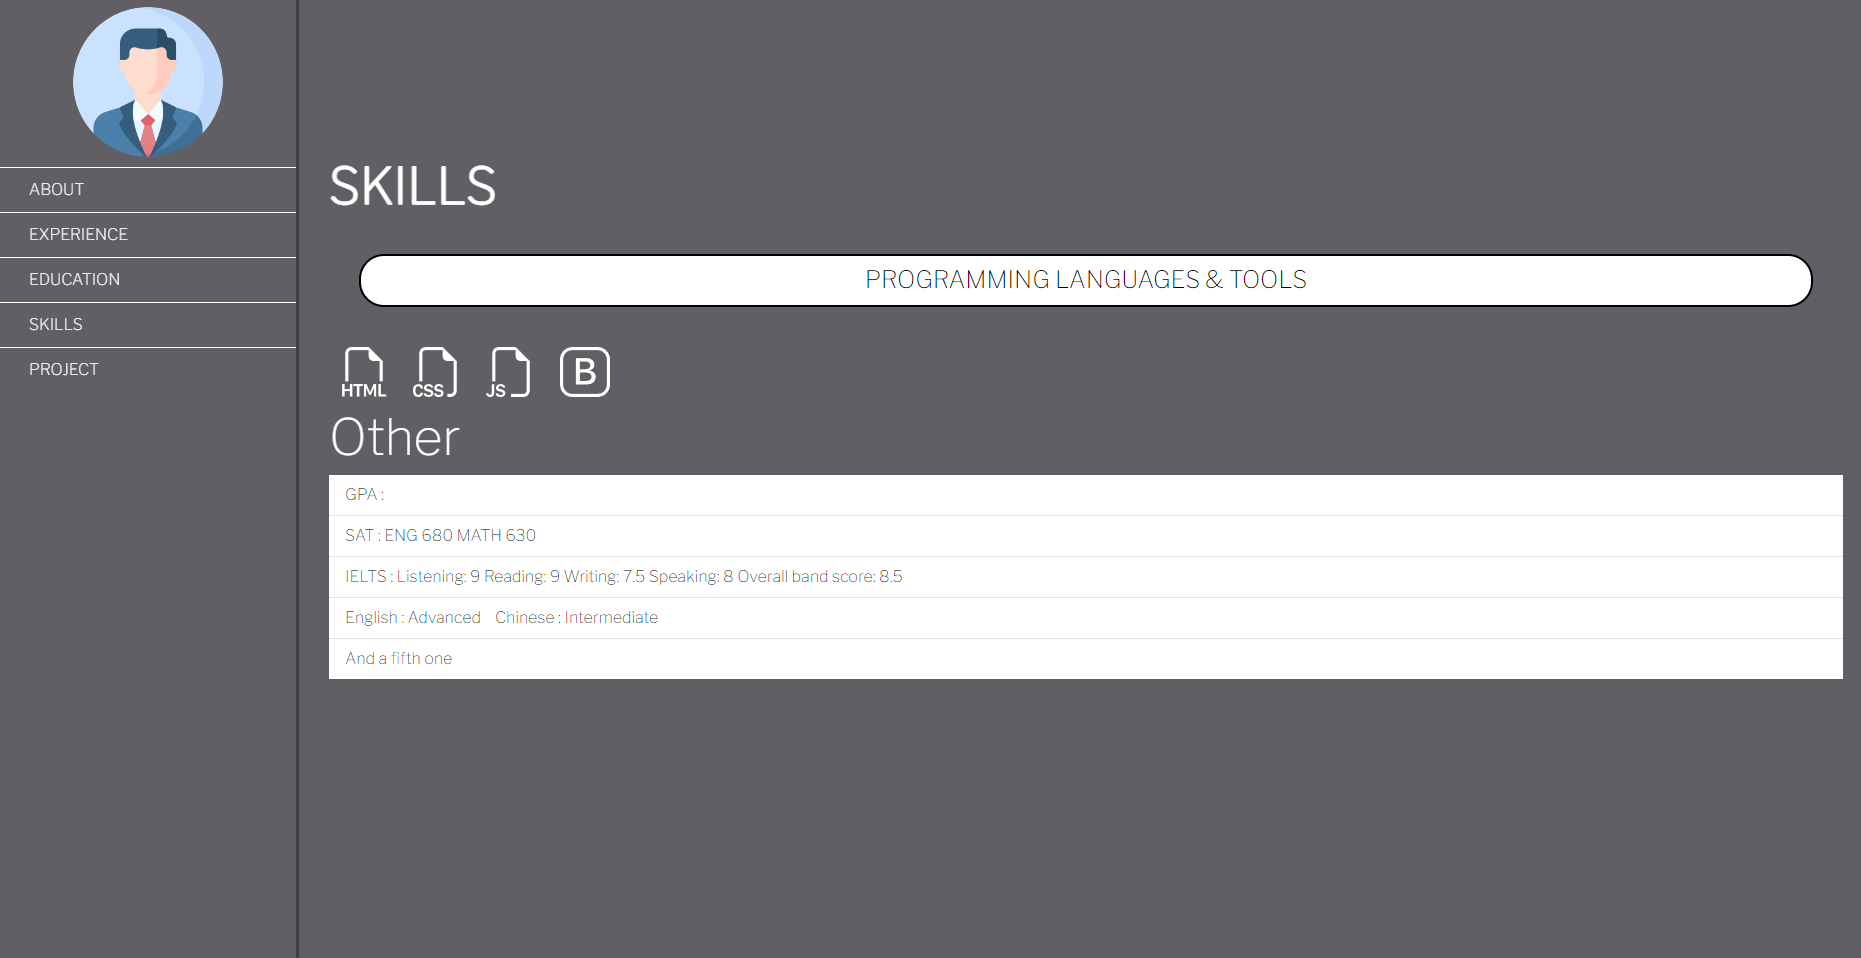 ABOUT
EXPERIENCE
EDUCATION
SKILLS
PROJECT
SKILLS
PROGRAMMING LANGUAGES & TOOLS
HTML CSS JS B
Other
GPA :
SAT : ENG 680 MATH 630
IELTS : Listening: 9 Reading: 9 Writing: 7.5 Speaking: 8 Overall band score: 8.5
English : Advanced Chinese : Intermediate
And a fifth one